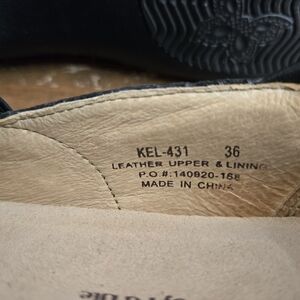 KEL-431 36
LEATHER UPPER & LINING
P.O.#:140820-168
MADE IN CHINA